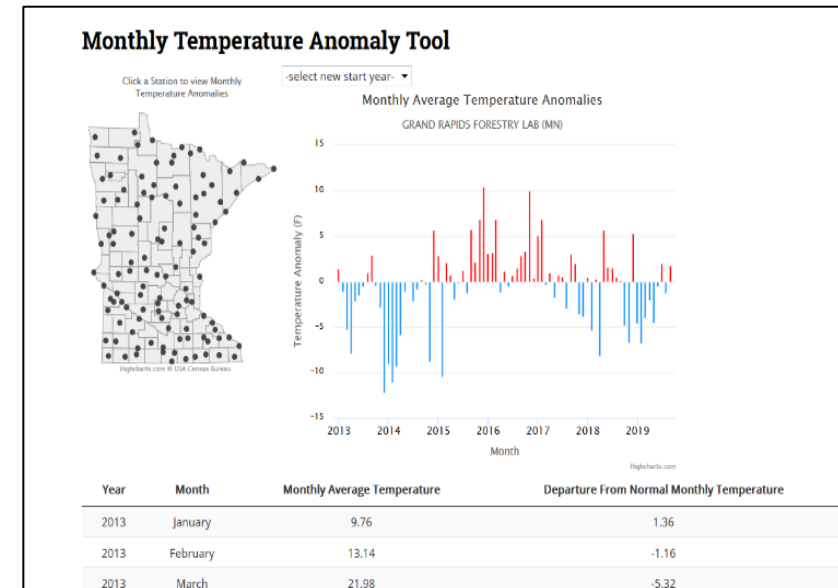 Monthly Temperature Anomaly Tool
Click a Station to view Monthly
Temperature Anomalies
-select new start year-
Monthly Average Temperature Anomalies
GRAND RAPIDS FORESTRY LAB (MN)
Temperature Anomaly (F)
15
10
5
0
-5
-10
-15
2013 2014 2015 2016 2017 2018 2019
Month
Highcharts.com © USA Census Bureau
Highcharts.com
Year Month Monthly Average Temperature Departure From Normal Monthly Temperature
2013 January 9.76 1.36
2013 February 13.14 -1.16
2013 March 21.98 -5.32